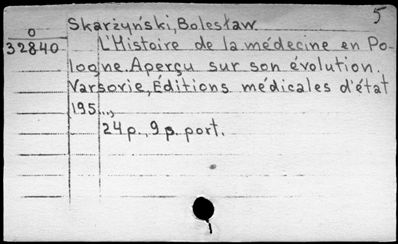 5
Skarżyński, Bolesław
O
32840 L'Histoire de la médecine en Po-
logne. Aperçu sur son évolution.
Varsovie, Éditions médicales d'état
195..,
24 p., 9 p. port.